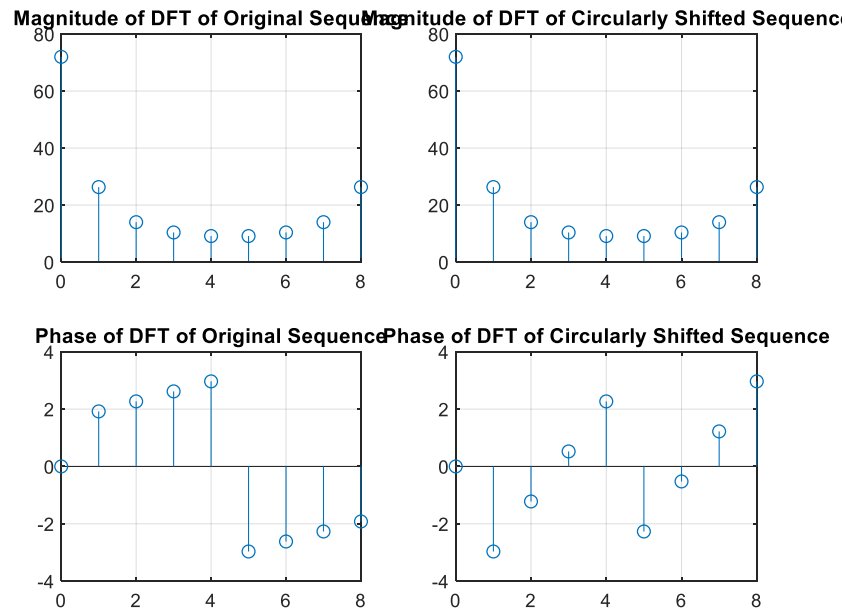 Magnitude of DFT of Original Sequence
80
60
40
20
0
0 2 4 6 8
Magnitude of DFT of Circularly Shifted Sequence
80
60
40
20
0
0 2 4 6 8
Phase of DFT of Original Sequence
4
2
0
-2
-4
0 2 4 6 8
Phase of DFT of Circularly Shifted Sequence
4
2
0
-2
-4
0 2 4 6 8